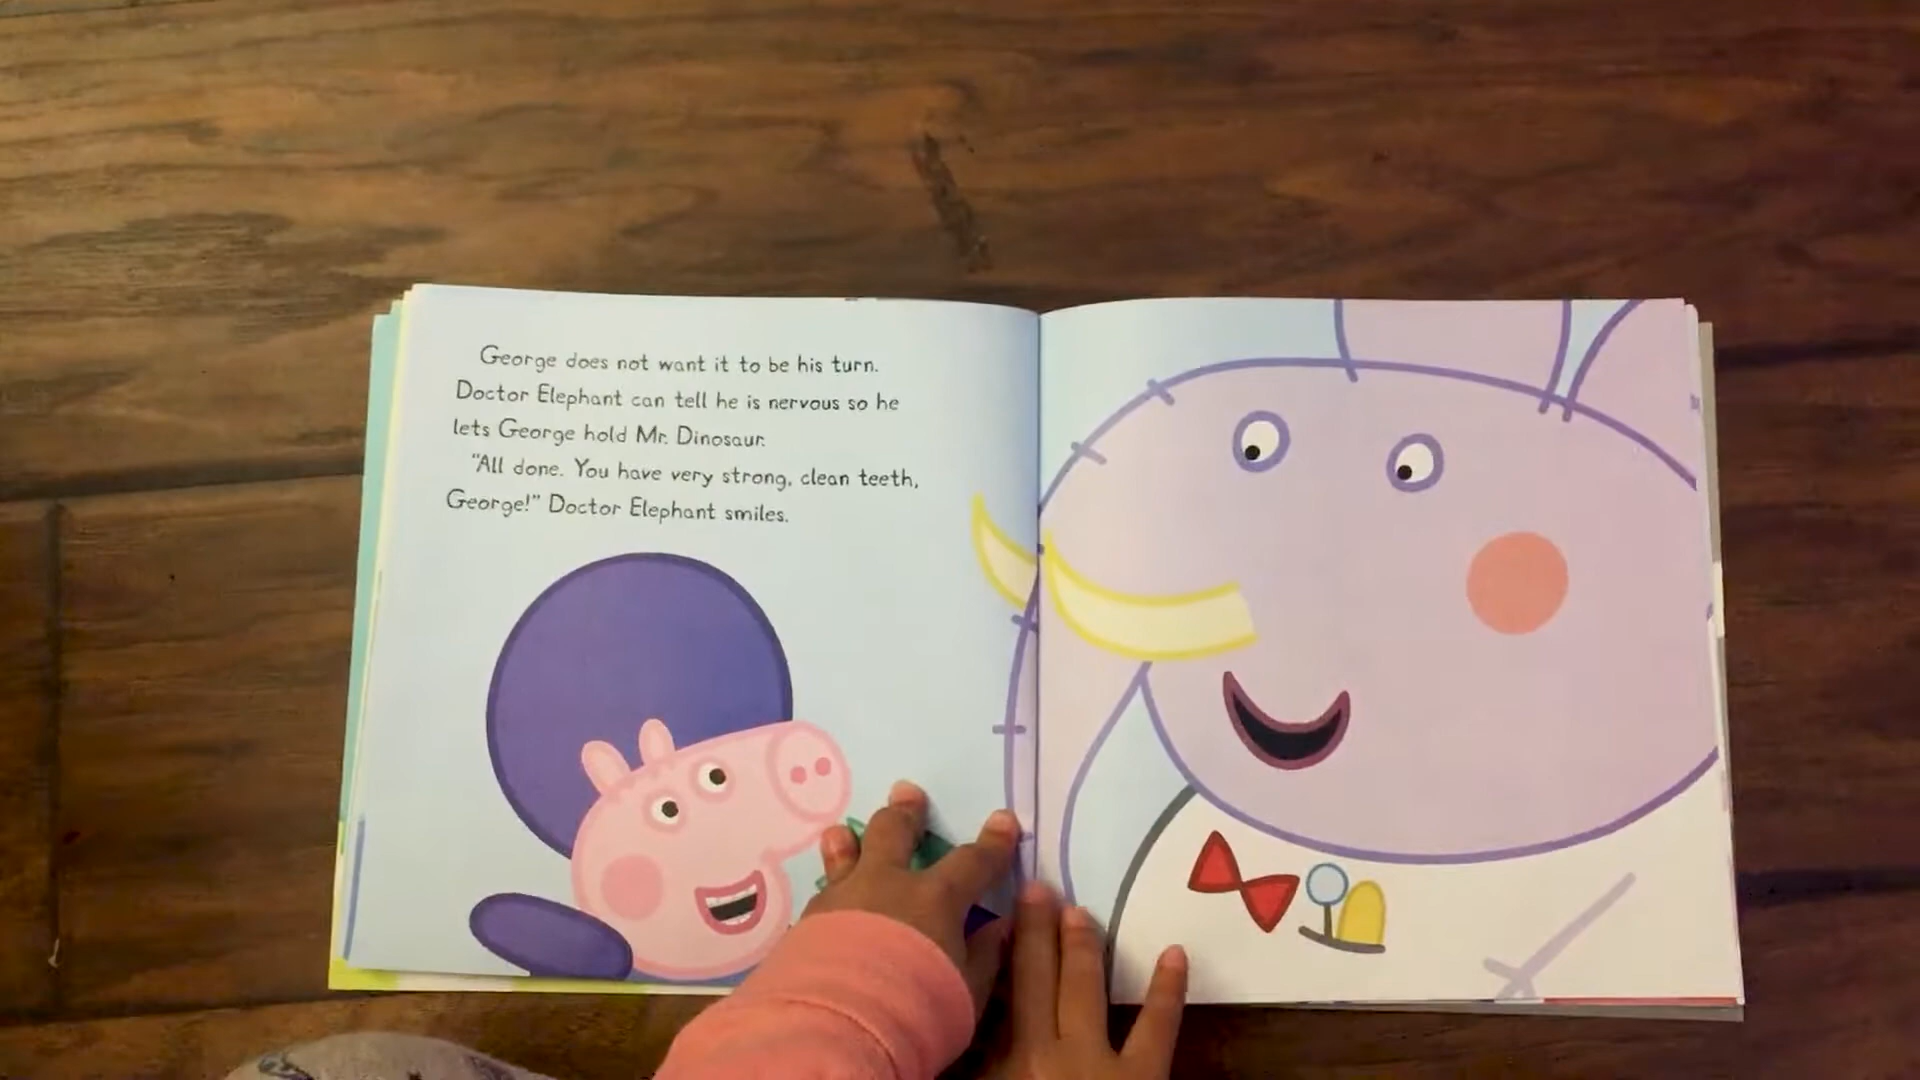 George does not want it to be his turn.
Doctor Elephant can tell he is nervous so he
lets George hold Mr. Dinosaur.
"All done. You have very strong, clean teeth,
George!" Doctor Elephant smiles.